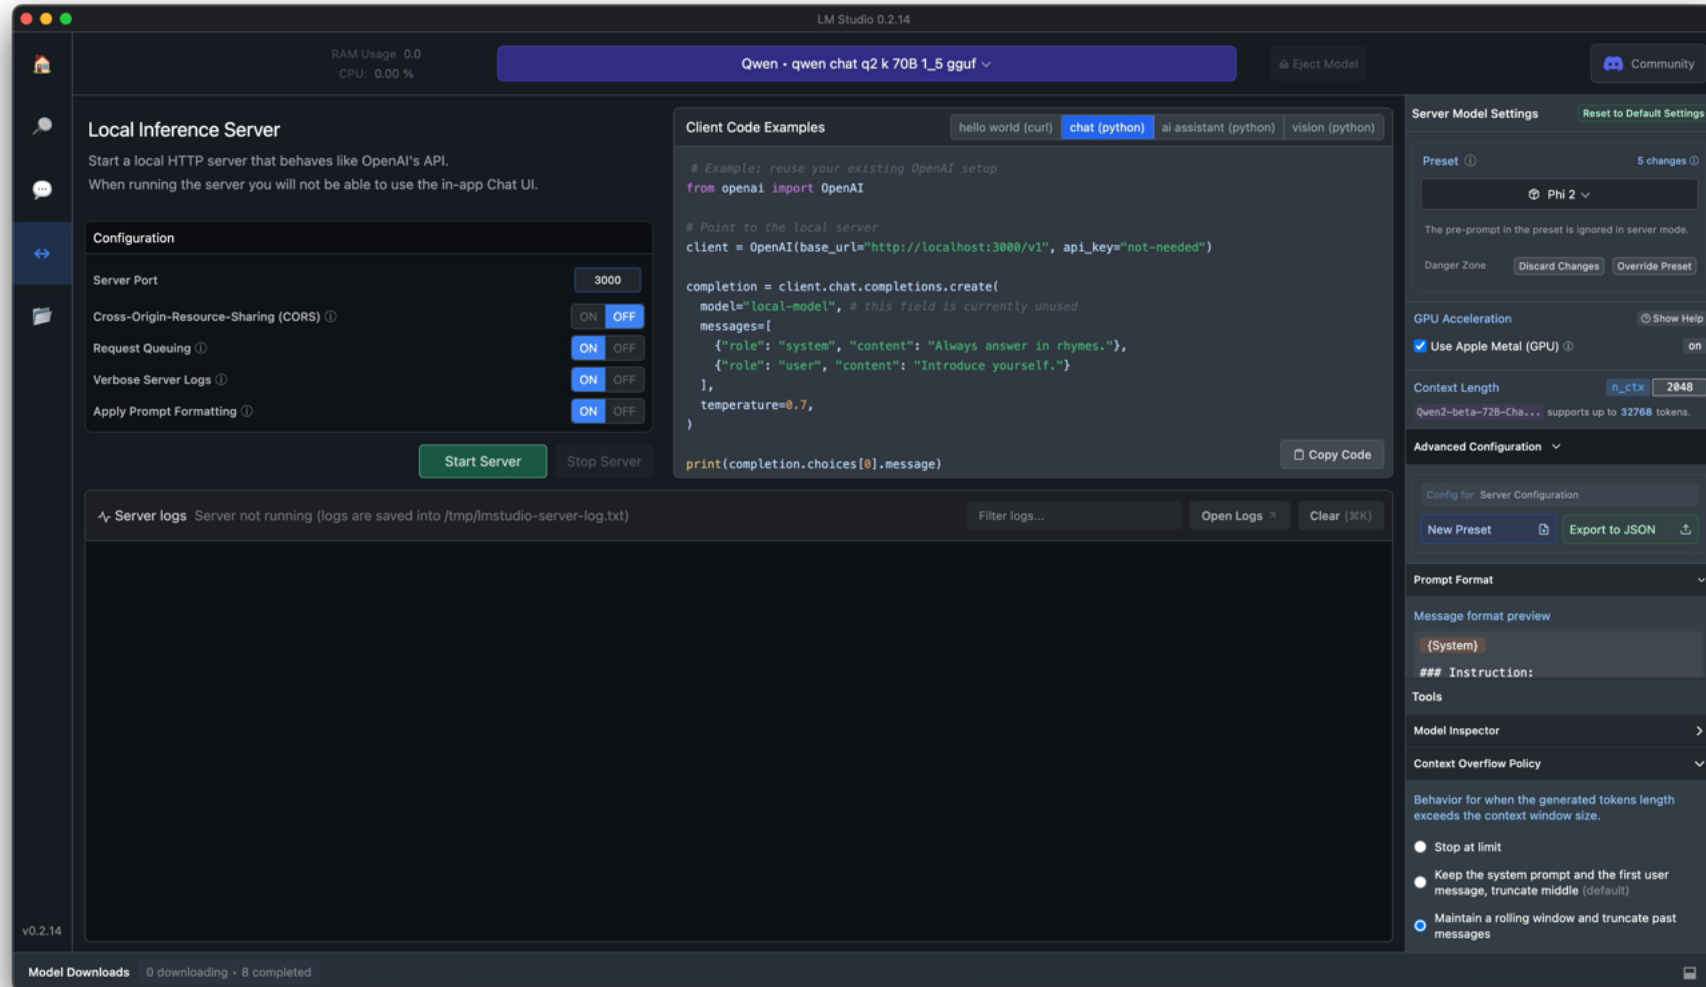 LM Studio 0.2.14
RAM Usage 0.0
CPU: 0.00 %
Qwen • qwen chat q2 k 70B 1_5 gguf
Eject Model
Community
Local Inference Server
Start a local HTTP server that behaves like OpenAI's API.
When running the server you will not be able to use the in-app Chat UI.
Configuration
Server Port 3000
Cross-Origin-Resource-Sharing (CORS) ON OFF
Request Queuing ON OFF
Verbose Server Logs ON OFF
Apply Prompt Formatting ON OFF
Start Server Stop Server
Client Code Examples hello world (curl) chat (python) ai assistant (python) vision (python)
# Example: reuse your existing OpenAI setup
from openai import OpenAI
# Point to the local server
client = OpenAI(base_url="http://localhost:3000/v1", api_key="not-needed")
completion = client.chat.completions.create(
model="local-model", # this field is currently unused
messages=[
{"role": "system", "content": "Always answer in rhymes."},
{"role": "user", "content": "Introduce yourself."}
],
temperature=0.7,
)
print(completion.choices[0].message)
Copy Code
Server logs Server not running (logs are saved into /tmp/lmstudio-server-log.txt)
Filter logs... Open Logs Clear (⌘K)
Server Model Settings Reset to Default Settings
Preset 5 changes
Phi 2
The pre-prompt in the preset is ignored in server mode.
Danger Zone Discard Changes Override Preset
GPU Acceleration Show Help
Use Apple Metal (GPU) on
Context Length n_ctx 2048
Qwen2-beta-72B-Cha... supports up to 32768 tokens.
Advanced Configuration
Config for Server Configuration
New Preset Export to JSON
Prompt Format
Message format preview
{System}
### Instruction:
Tools
Model Inspector
Context Overflow Policy
Behavior for when the generated tokens length
exceeds the context window size.
Stop at limit
Keep the system prompt and the first user
message, truncate middle (default)
Maintain a rolling window and truncate past
messages
v0.2.14
Model Downloads 0 downloading • 8 completed